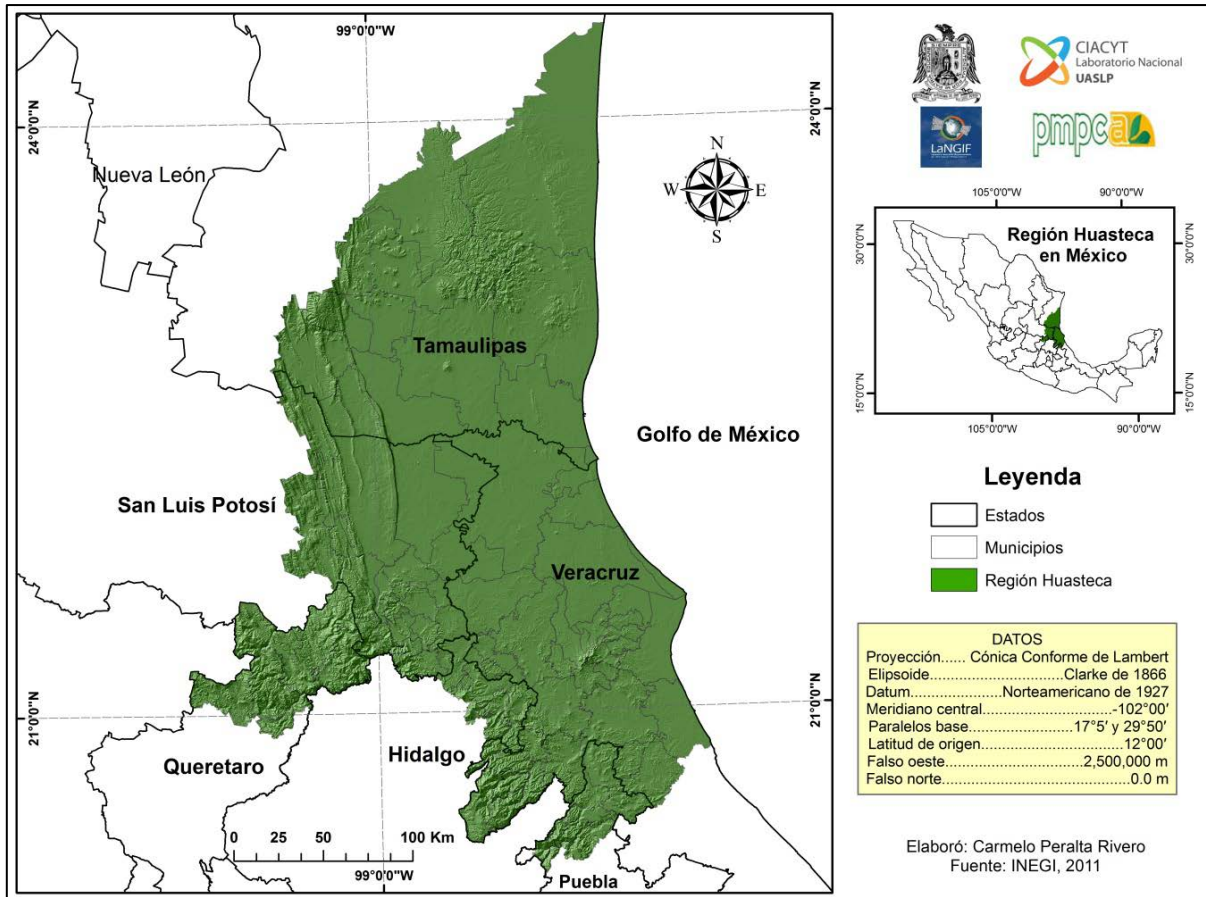 99°0'0"W
24°0'0"N
24°0'0"N
Nueva León
N
W
E
S
Tamaulipas
Golfo de México
San Luis Potosí
Veracruz
21°0'0"N
21°0'0"N
Hidalgo
Queretaro
0 25 50 100 Km
Puebla
99°0'0"W
SIEMPRE
CIACYT
Laboratorio Nacional
UASLP
LaNGIF
pmpca
105°0'0"W
90°0'0"W
Región Huasteca
en México
30°0'0"N
30°0'0"N
15°0'0"N
15°0'0"N
105°0'0"W
90°0'0"W
Leyenda
Estados
Municipios
Región Huasteca
DATOS
Proyección...... Cónica Conforme de Lambert
Elipsoide..............................Clarke de 1866
Datum.......................Norteamericano de 1927
Meridiano central............................-102°00'
Paralelos base.......................17°5' y 29°50'
Latitud de origen...............................12°00'
Falso oeste.............................2,500,000 m
Falso norte.........................................0.0 m
Elaboró: Carmelo Peralta Rivero
Fuente: INEGI, 2011